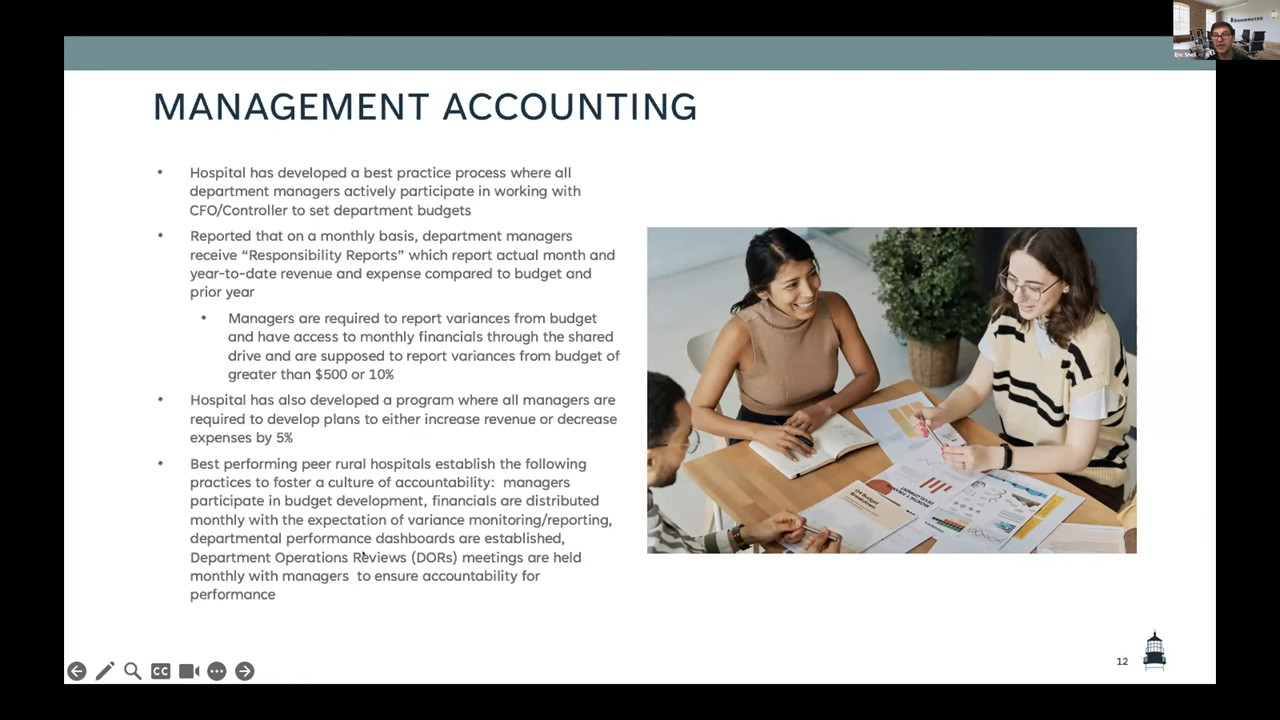 STROUDWATER
Eric Shell
MANAGEMENT ACCOUNTING
• Hospital has developed a best practice process where all
department managers actively participate in working with
CFO/Controller to set department budgets
• Reported that on a monthly basis, department managers
receive “Responsibility Reports” which report actual month and
year-to-date revenue and expense compared to budget and
prior year
• Managers are required to report variances from budget
and have access to monthly financials through the shared
drive and are supposed to report variances from budget of
greater than $500 or 10%
• Hospital has also developed a program where all managers are
required to develop plans to either increase revenue or decrease
expenses by 5%
• Best performing peer rural hospitals establish the following
practices to foster a culture of accountability: managers
participate in budget development, financials are distributed
monthly with the expectation of variance monitoring/reporting,
departmental performance dashboards are established,
Department Operations Reviews (DORs) meetings are held
monthly with managers to ensure accountability for
performance
12
CC